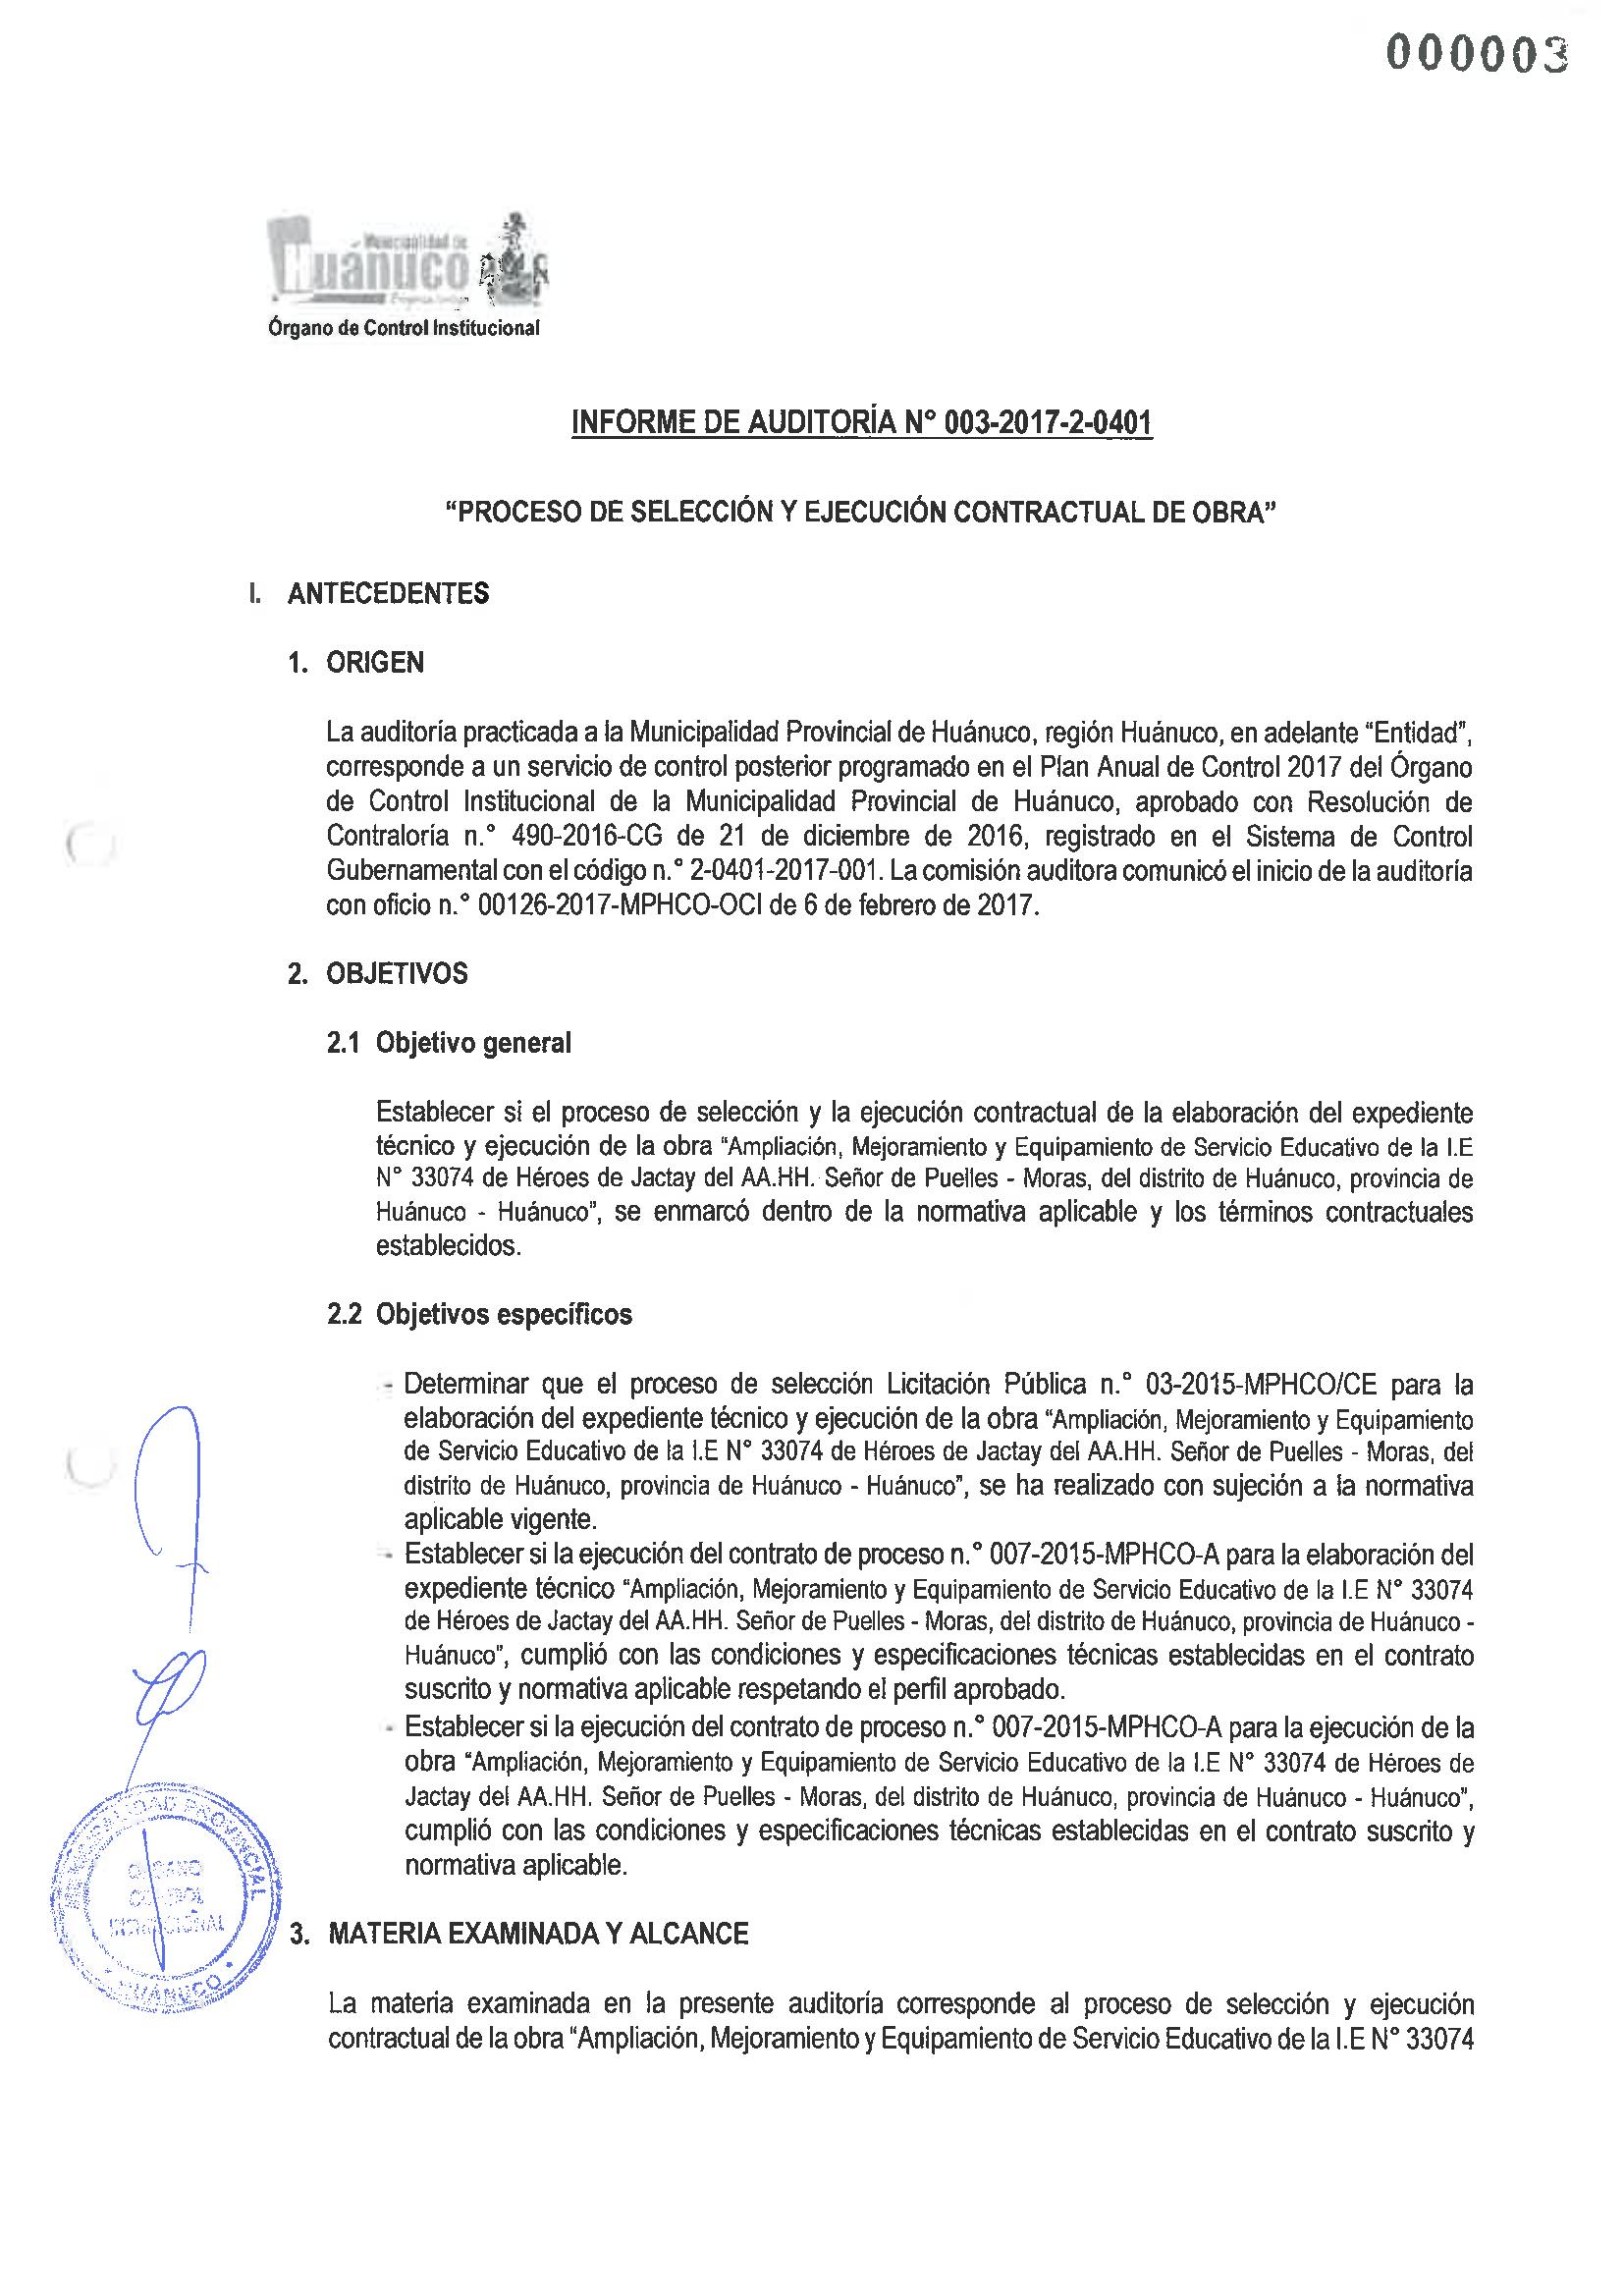 000003
Municipalidad de
Huánuco
Órgano de Control Institucional
INFORME DE AUDITORÍA N° 003-2017-2-0401
“PROCESO DE SELECCIÓN Y EJECUCIÓN CONTRACTUAL DE OBRA”
I. ANTECEDENTES
1. ORIGEN
La auditoría practicada a la Municipalidad Provincial de Huánuco, región Huánuco, en adelante “Entidad”,
corresponde a un servicio de control posterior programado en el Plan Anual de Control 2017 del Órgano
de Control Institucional de la Municipalidad Provincial de Huánuco, aprobado con Resolución de
Contraloría n.° 490-2016-CG de 21 de diciembre de 2016, registrado en el Sistema de Control
Gubernamental con el código n.° 2-0401-2017-001. La comisión auditora comunicó el inicio de la auditoría
con oficio n.° 00126-2017-MPHCO-OCI de 6 de febrero de 2017.
2. OBJETIVOS
2.1 Objetivo general
Establecer si el proceso de selección y la ejecución contractual de la elaboración del expediente
técnico y ejecución de la obra “Ampliación, Mejoramiento y Equipamiento de Servicio Educativo de la I.E
N° 33074 de Héroes de Jactay del AA.HH. Señor de Puelles - Moras, del distrito de Huánuco, provincia de
Huánuco - Huánuco”, se enmarcó dentro de la normativa aplicable y los términos contractuales
establecidos.
2.2 Objetivos específicos
- Determinar que el proceso de selección Licitación Pública n.° 03-2015-MPHCO/CE para la
elaboración del expediente técnico y ejecución de la obra “Ampliación, Mejoramiento y Equipamiento
de Servicio Educativo de la I.E N° 33074 de Héroes de Jactay del AA.HH. Señor de Puelles - Moras, del
distrito de Huánuco, provincia de Huánuco - Huánuco”, se ha realizado con sujeción a la normativa
aplicable vigente.
- Establecer si la ejecución del contrato de proceso n.° 007-2015-MPHCO-A para la elaboración del
expediente técnico “Ampliación, Mejoramiento y Equipamiento de Servicio Educativo de la I.E N° 33074
de Héroes de Jactay del AA.HH. Señor de Puelles - Moras, del distrito de Huánuco, provincia de Huánuco -
Huánuco”, cumplió con las condiciones y especificaciones técnicas establecidas en el contrato
suscrito y normativa aplicable respetando el perfil aprobado.
- Establecer si la ejecución del contrato de proceso n.° 007-2015-MPHCO-A para la ejecución de la
obra “Ampliación, Mejoramiento y Equipamiento de Servicio Educativo de la I.E N° 33074 de Héroes de
Jactay del AA.HH. Señor de Puelles - Moras, del distrito de Huánuco, provincia de Huánuco - Huánuco”,
cumplió con las condiciones y especificaciones técnicas establecidas en el contrato suscrito y
normativa aplicable.
MUNICIPALIDAD PROVINCIAL
ORGANO
CONTROL
INSTITUCIONAL
HUÁNUCO
3. MATERIA EXAMINADA Y ALCANCE
La materia examinada en la presente auditoría corresponde al proceso de selección y ejecución
contractual de la obra “Ampliación, Mejoramiento y Equipamiento de Servicio Educativo de la I.E N° 33074